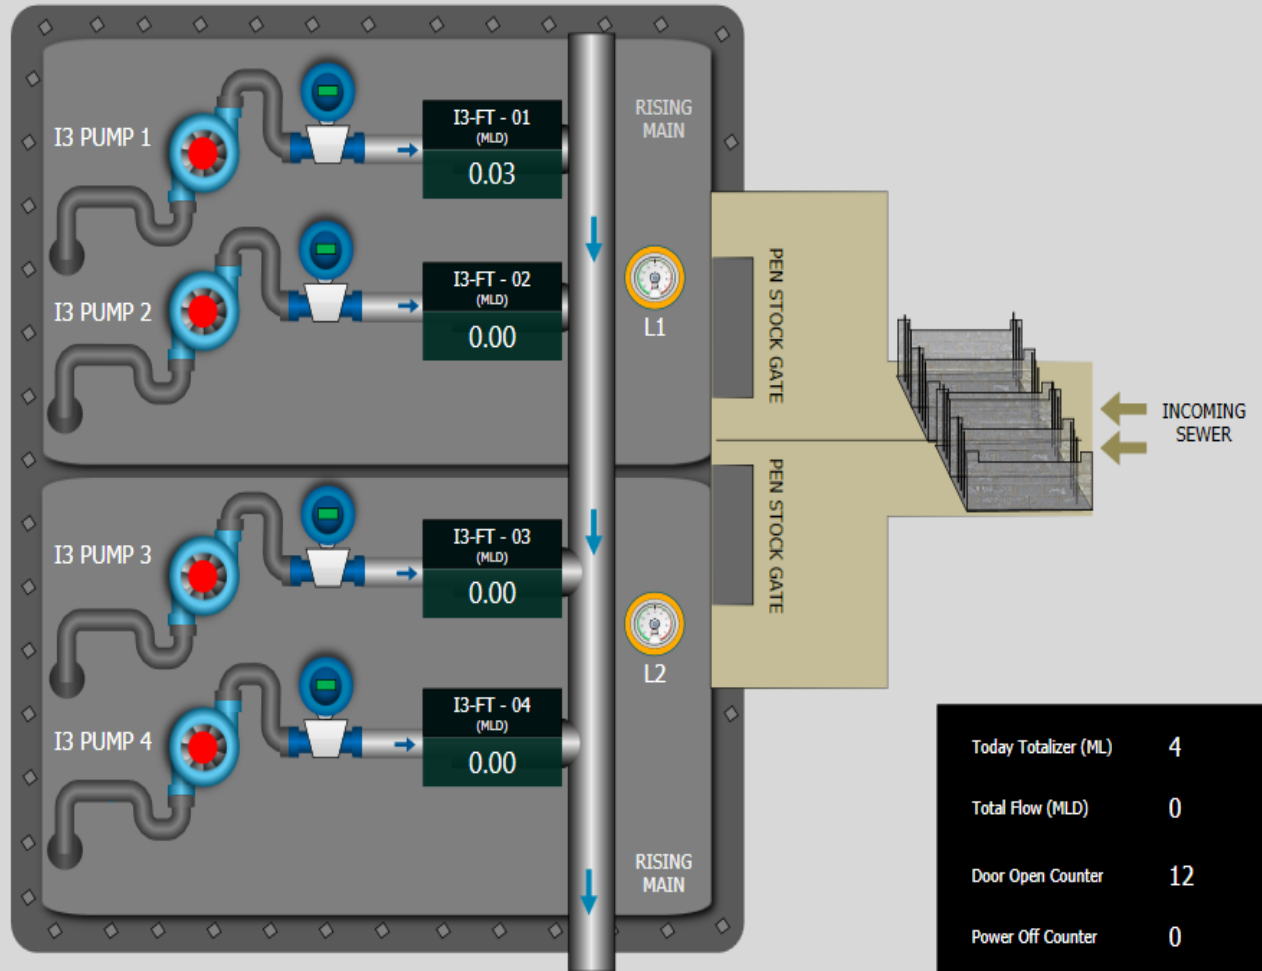 I3 PUMP 1
I3-FT - 01
(MLD)
0.03
RISING
MAIN
I3 PUMP 2
I3-FT - 02
(MLD)
0.00
L1
PEN STOCK GATE
INCOMING
SEWER
PEN STOCK GATE
I3 PUMP 3
I3-FT - 03
(MLD)
0.00
L2
I3 PUMP 4
I3-FT - 04
(MLD)
0.00
RISING
MAIN
Today Totalizer (ML) 4
Total Flow (MLD) 0
Door Open Counter 12
Power Off Counter 0